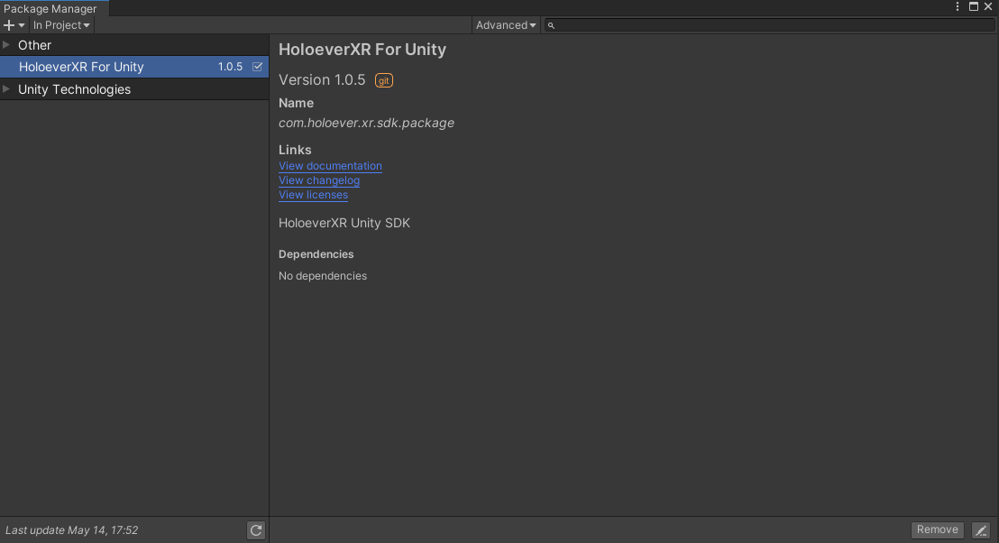 Package Manager
In Project
Advanced
Other
HoloeverXR For Unity 1.0.5
Unity Technologies
HoloeverXR For Unity
Version 1.0.5 git
Name
com.holoever.xr.sdk.package
Links
View documentation
View changelog
View licenses
HoloeverXR Unity SDK
Dependencies
No dependencies
Last update May 14, 17:52
Remove